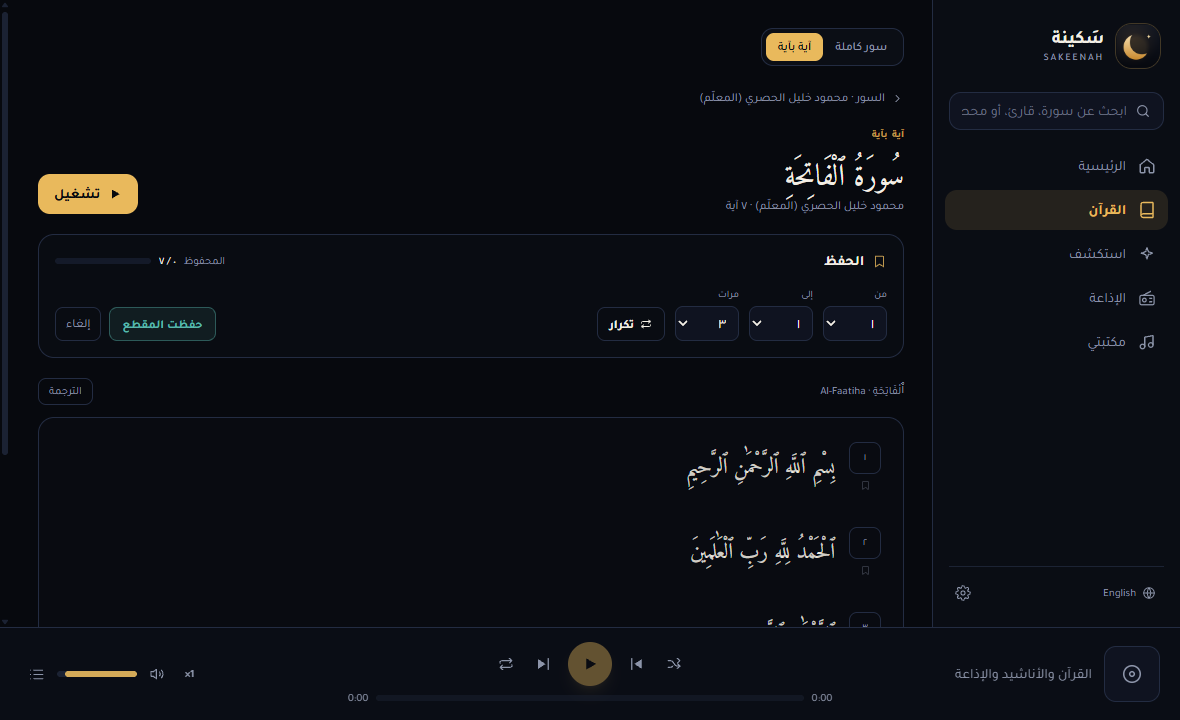 سَكينة
SAKEENAH
ابحث عن سورة، قارئ، أو محد
الرئيسية
القرآن
استكشف
الإذاعة
مكتبتي
English
سور كاملة
آية بآية
السور · محمود خليل الحصري (المعلّم)
آية بآية
سُورَةُ ٱلْفَاتِحَةِ
محمود خليل الحصري (المعلّم) · ٧ آية
تشغيل
الحفظ
المحفوظ ٠/٧
من
إلى
مرات
١
١
٣
تكرار
حفظت المقطع
إلغاء
ٱلْفَاتِحَةِ · Al-Faatiha
الترجمة
١
بِسْمِ ٱللَّهِ ٱلرَّحْمَٰنِ ٱلرَّحِيمِ
٢
ٱلْحَمْدُ لِلَّهِ رَبِّ ٱلْعَٰلَمِينَ
القرآن والأناشيد والإذاعة
0:00
0:00
x1